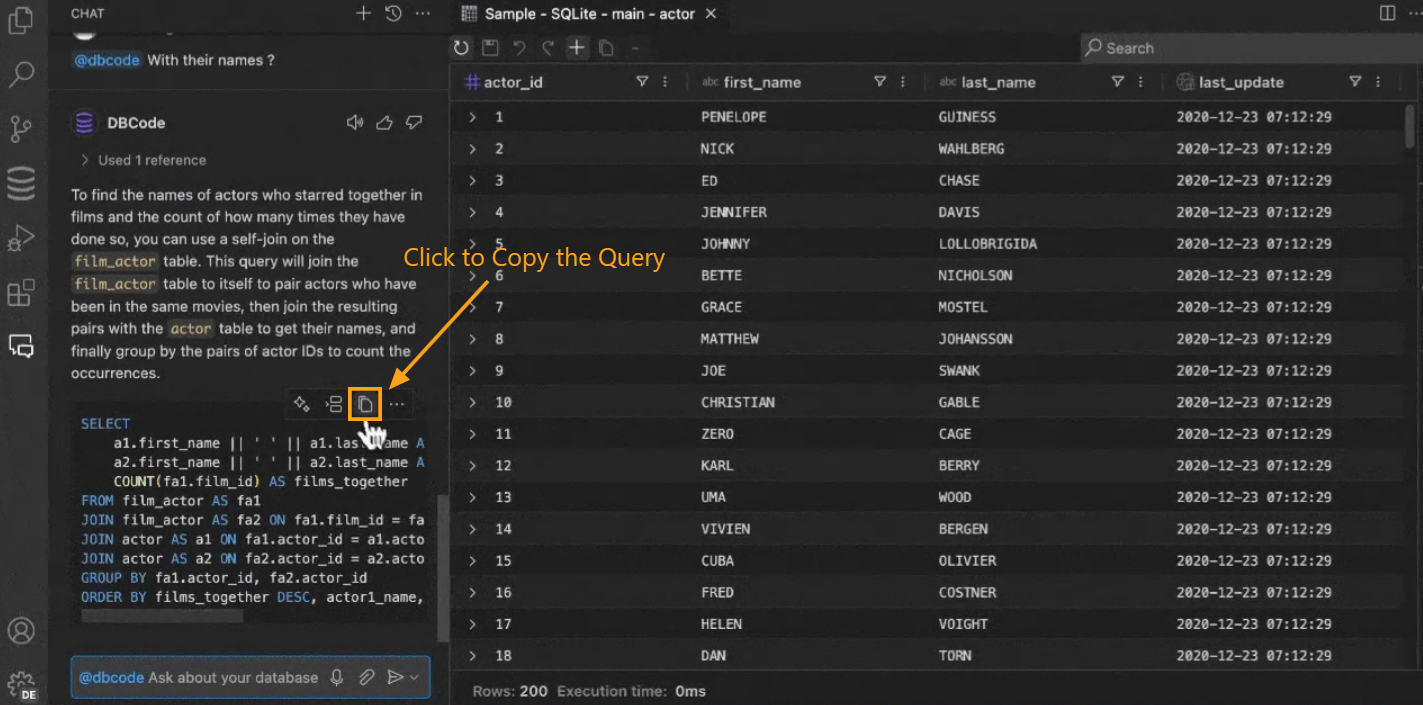 CHAT
@dbcode With their names ?
DBCode
Used 1 reference
To find the names of actors who starred together in
films and the count of how many times they have
done so, you can use a self-join on the
film_actor table. This query will join the
film_actor table to itself to pair actors who have
been in the same movies, then join the resulting
pairs with the actor table to get their names, and
finally group by the pairs of actor IDs to count the
occurrences.
SELECT
a1.first_name || ' ' || a1.last_name A
a2.first_name || ' ' || a2.last_name A
COUNT(fa1.film_id) AS films_together
FROM film_actor AS fa1
JOIN film_actor AS fa2 ON fa1.film_id = fa
JOIN actor AS a1 ON fa1.actor_id = a1.acto
JOIN actor AS a2 ON fa2.actor_id = a2.acto
GROUP BY fa1.actor_id, fa2.actor_id
ORDER BY films_together DESC, actor1_name,
@dbcode Ask about your database
DE
Click to Copy the Query
Sample - SQLite - main - actor
Search
actor_id abc first_name abc last_name last_update
1 PENELOPE GUINESS 2020-12-23 07:12:29
2 NICK WAHLBERG 2020-12-23 07:12:29
3 ED CHASE 2020-12-23 07:12:29
4 JENNIFER DAVIS 2020-12-23 07:12:29
5 JOHNNY LOLLOBRIGIDA 2020-12-23 07:12:29
6 BETTE NICHOLSON 2020-12-23 07:12:29
7 GRACE MOSTEL 2020-12-23 07:12:29
8 MATTHEW JOHANSSON 2020-12-23 07:12:29
9 JOE SWANK 2020-12-23 07:12:29
10 CHRISTIAN GABLE 2020-12-23 07:12:29
11 ZERO CAGE 2020-12-23 07:12:29
12 KARL BERRY 2020-12-23 07:12:29
13 UMA WOOD 2020-12-23 07:12:29
14 VIVIEN BERGEN 2020-12-23 07:12:29
15 CUBA OLIVIER 2020-12-23 07:12:29
16 FRED COSTNER 2020-12-23 07:12:29
17 HELEN VOIGHT 2020-12-23 07:12:29
18 DAN TORN 2020-12-23 07:12:29
Rows: 200 Execution time: 0ms